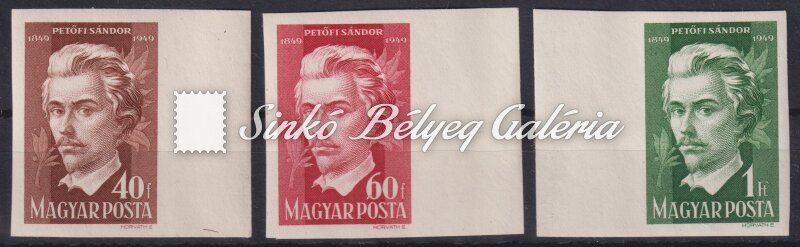 PETŐFI SÁNDOR
1849 1949
40f
MAGYAR POSTA
HORVÁTH E.
PETŐFI SÁNDOR
1849 1949
60f
MAGYAR POSTA
HORVÁTH E.
PETŐFI SÁNDOR
1849 1949
1Ft
MAGYAR POSTA
HORVÁTH E.
Sinkó Bélyeg Galéria